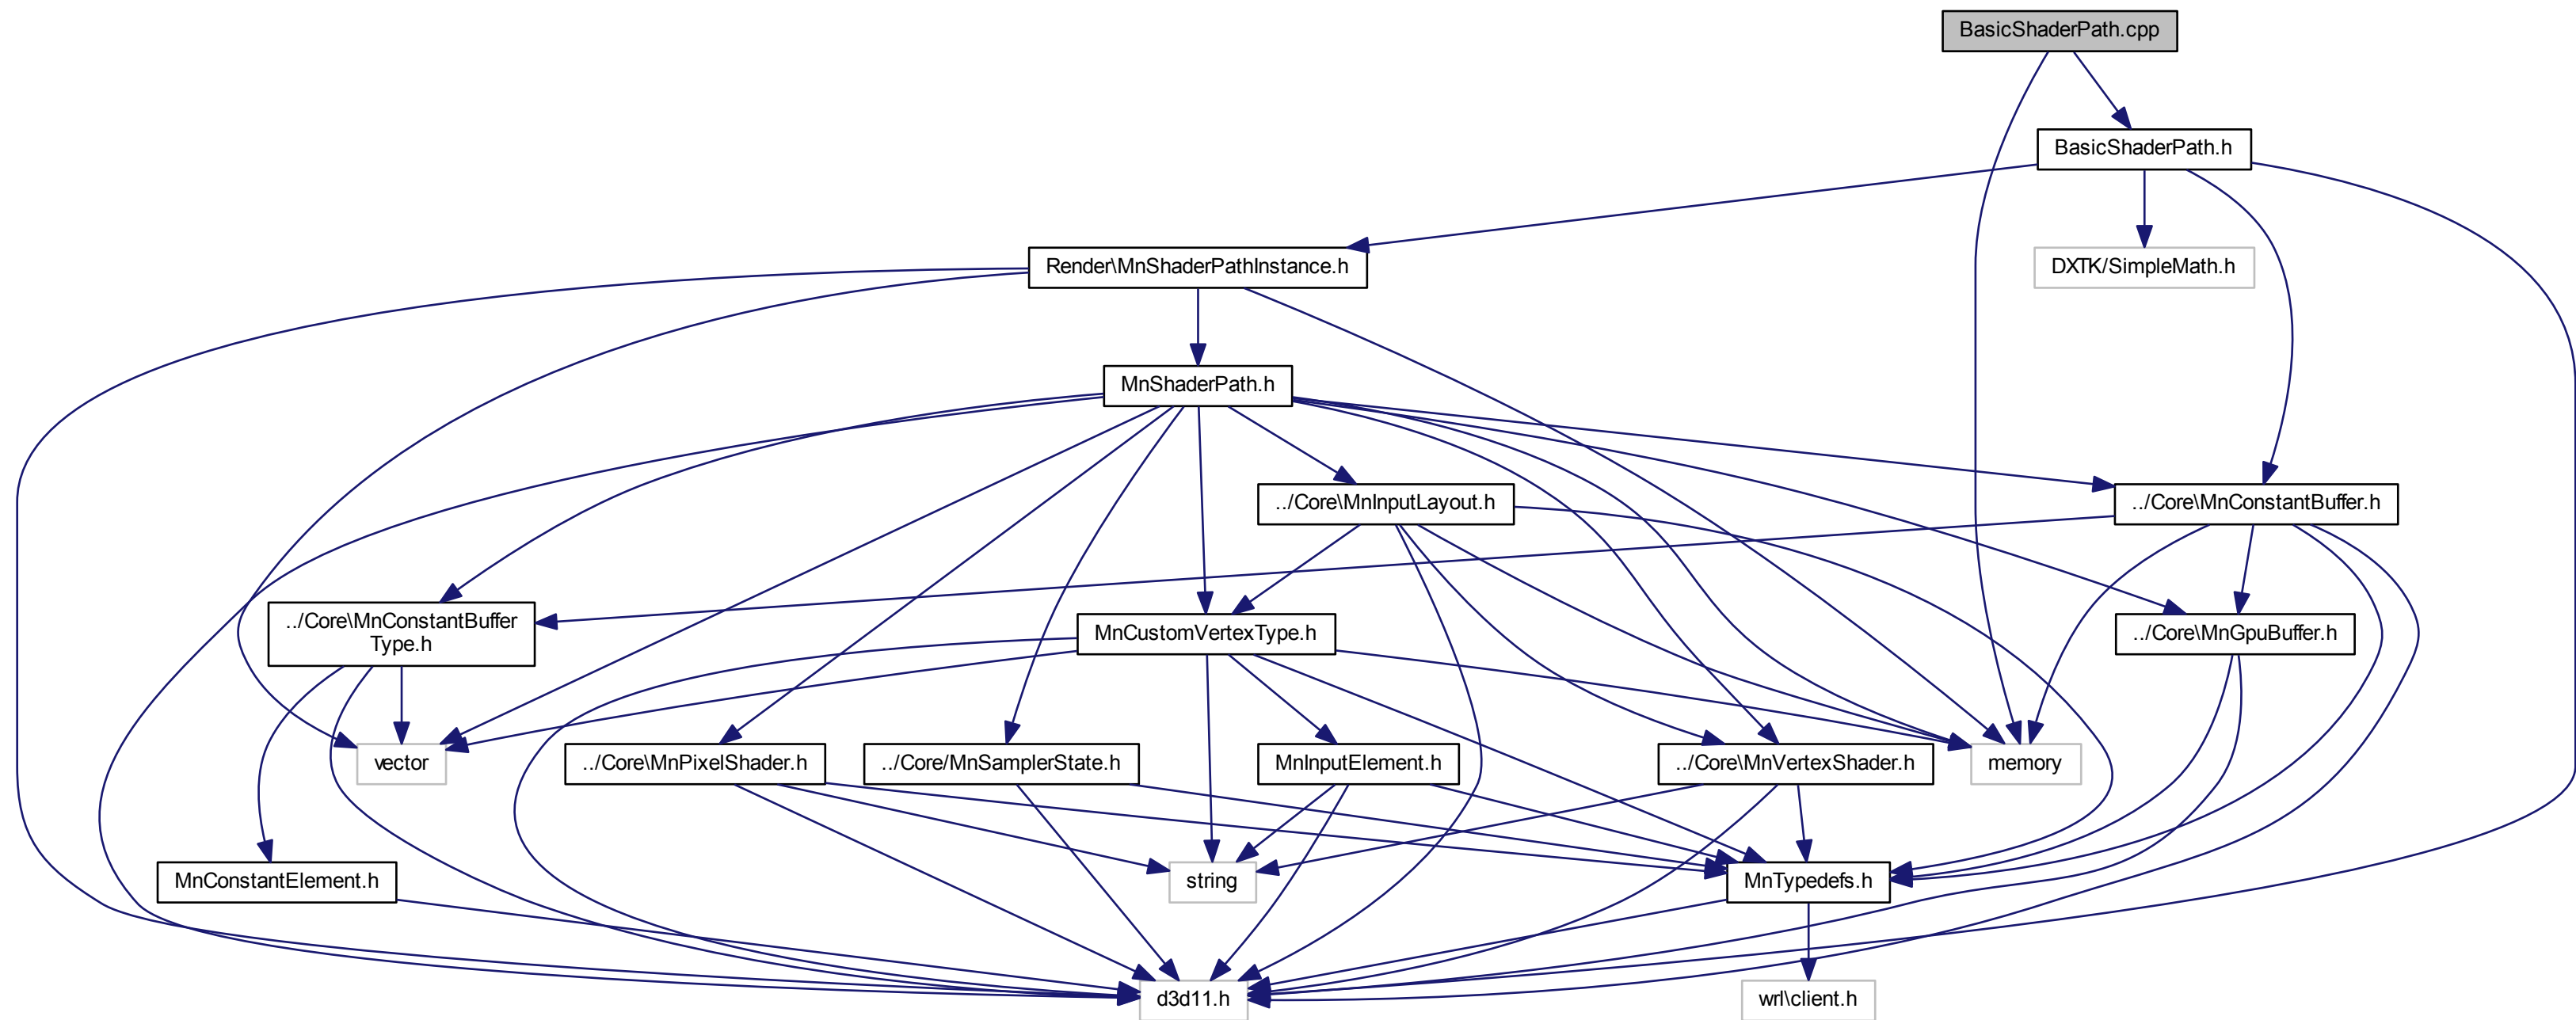 BasicShaderPath.cpp
BasicShaderPath.h
Render\MnShaderPathInstance.h
DXTK/SimpleMath.h
MnShaderPath.h
../Core\MnInputLayout.h
../Core\MnConstantBuffer.h
../Core\MnConstantBuffer
Type.h
MnCustomVertexType.h
../Core\MnGpuBuffer.h
vector
../Core\MnPixelShader.h
../Core/MnSamplerState.h
MnInputElement.h
../Core\MnVertexShader.h
memory
MnConstantElement.h
string
MnTypedefs.h
d3d11.h
wrl\client.h